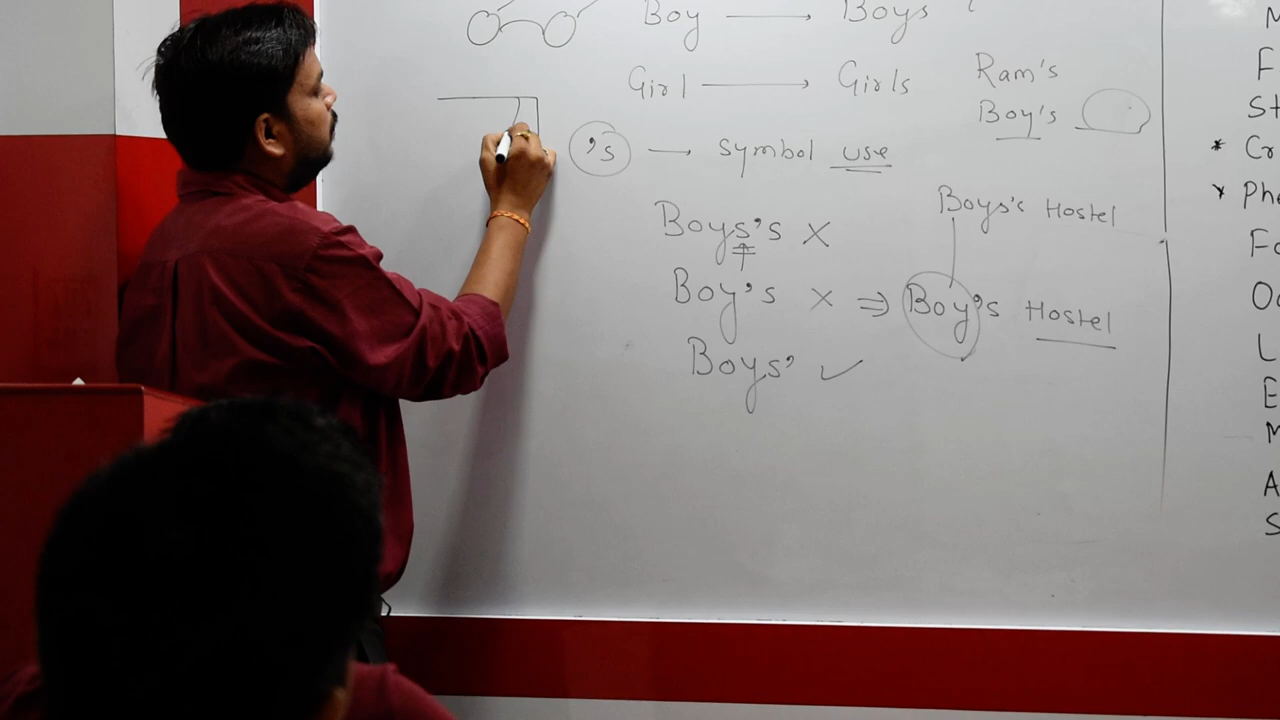 Boy → Boys
Girl → Girls
Ram's
Boy's
's → symbol use
Boys's ×
Boys's Hostel
Boy's × ⇒ Boy's Hostel
Boys' ✓